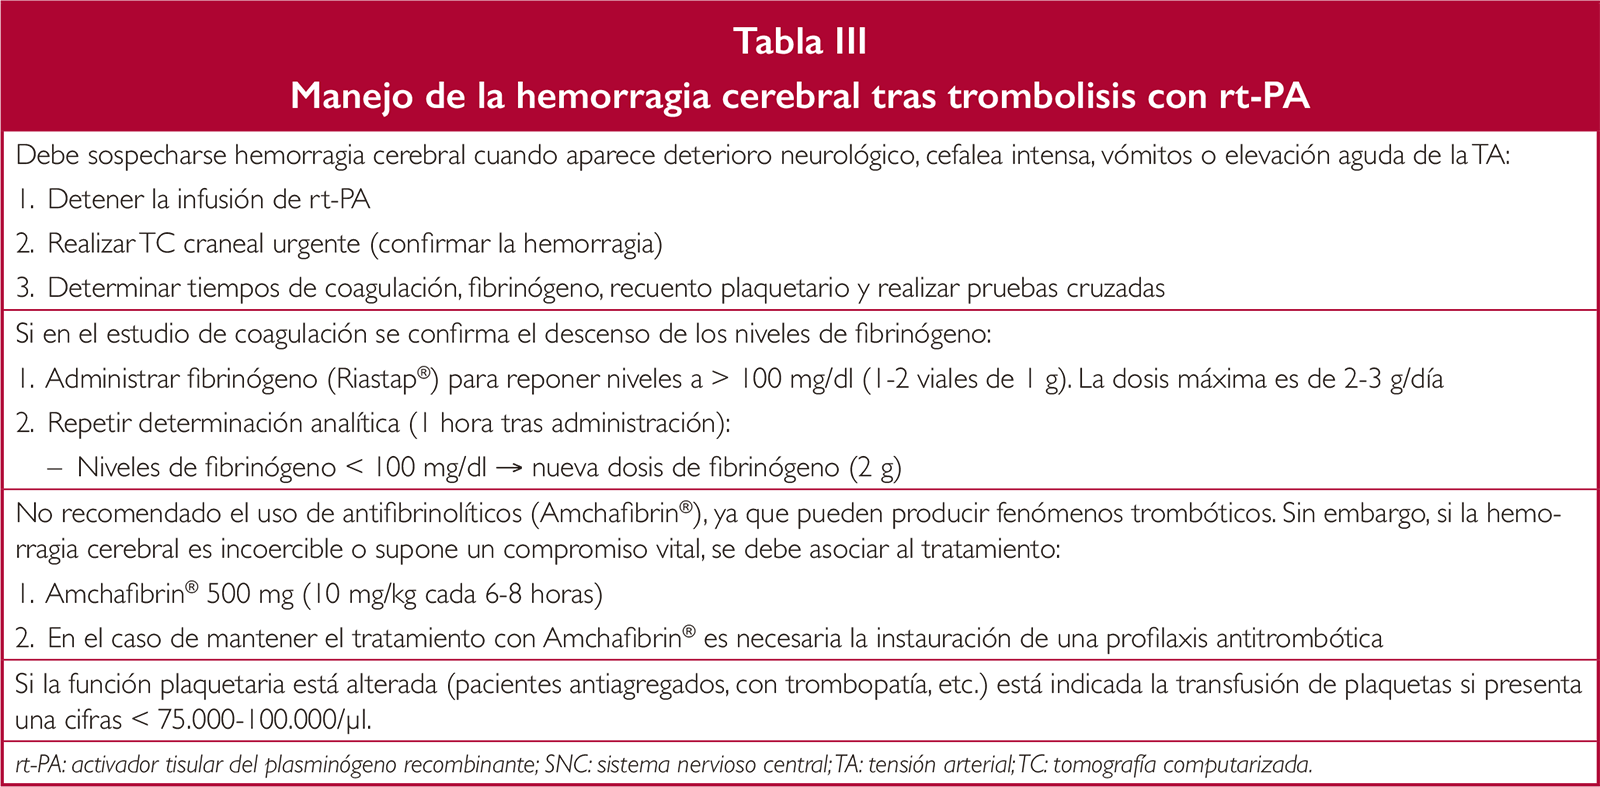 Tabla III
Manejo de la hemorragia cerebral tras trombolisis con rt-PA
Debe sospecharse hemorragia cerebral cuando aparece deterioro neurológico, cefalea intensa, vómitos o elevación aguda de la TA:
1. Detener la infusión de rt-PA
2. Realizar TC craneal urgente (confirmar la hemorragia)
3. Determinar tiempos de coagulación, fibrinógeno, recuento plaquetario y realizar pruebas cruzadas
Si en el estudio de coagulación se confirma el descenso de los niveles de fibrinógeno:
1. Administrar fibrinógeno (Riastap®) para reponer niveles a > 100 mg/dl (1-2 viales de 1 g). La dosis máxima es de 2-3 g/día
2. Repetir determinación analítica (1 hora tras administración):
– Niveles de fibrinógeno < 100 mg/dl → nueva dosis de fibrinógeno (2 g)
No recomendado el uso de antifibrinolíticos (Amchafibrin®), ya que pueden producir fenómenos trombóticos. Sin embargo, si la hemo-
rragia cerebral es incoercible o supone un compromiso vital, se debe asociar al tratamiento:
1. Amchafibrin® 500 mg (10 mg/kg cada 6-8 horas)
2. En el caso de mantener el tratamiento con Amchafibrin® es necesaria la instauración de una profilaxis antitrombótica
Si la función plaquetaria está alterada (pacientes antiagregados, con trombopatía, etc.) está indicada la transfusión de plaquetas si presenta
una cifras < 75.000-100.000/µl.
rt-PA: activador tisular del plasminógeno recombinante; SNC: sistema nervioso central; TA: tensión arterial; TC: tomografía computarizada.